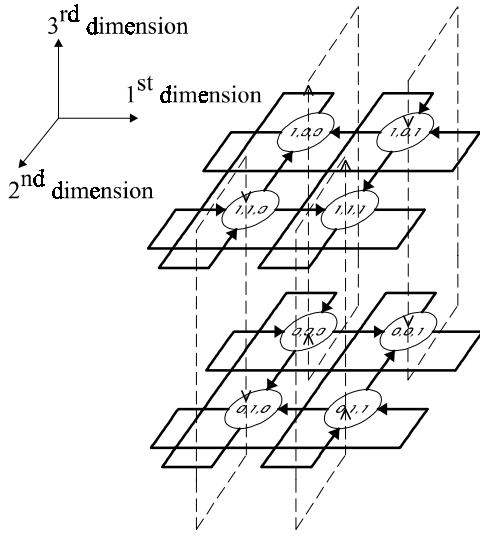 3rd dimension
1st dimension
2nd dimension
1,0,0
1,0,1
1,1,0
1,1,1
0,0,0
0,0,1
0,1,0
0,1,1